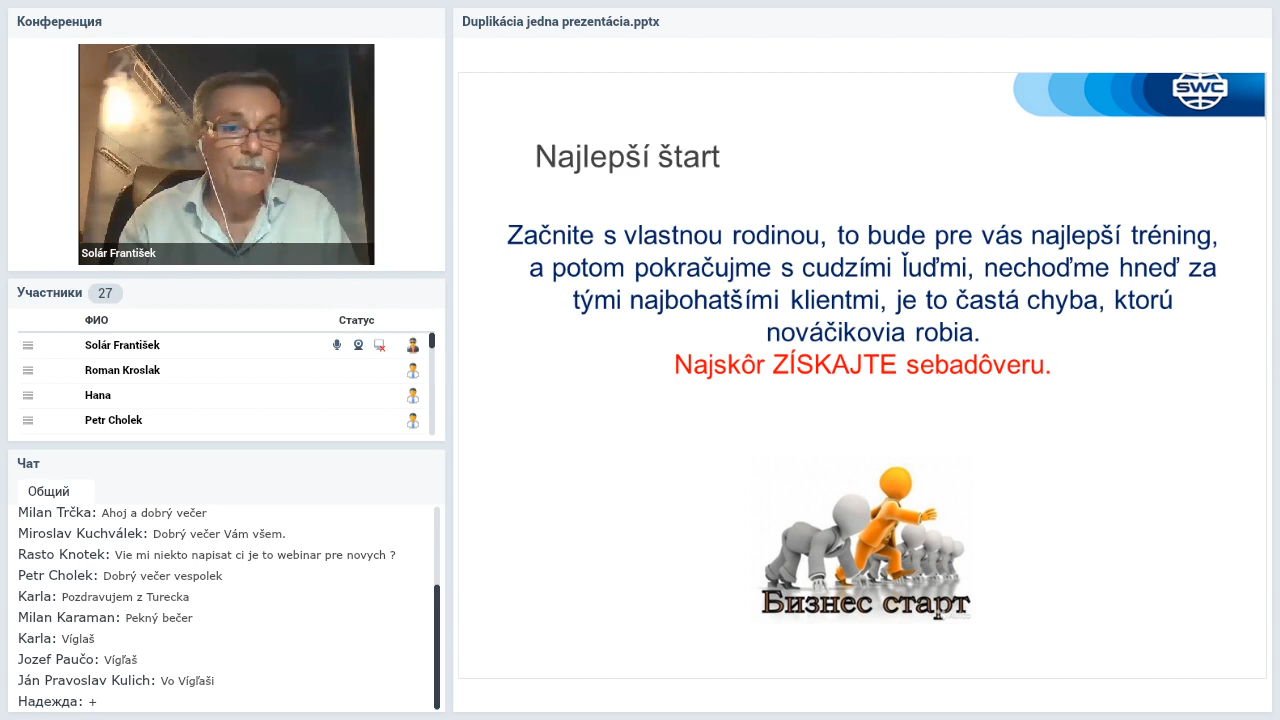 Конференция
Solár František
Участники 27
ФИО Статус
Solár František
Roman Kroslak
Hana
Petr Cholek
Чат
Общий
Milan Trčka: Ahoj a dobrý večer
Miroslav Kuchválek: Dobrý večer Vám všem.
Rasto Knotek: Vie mi niekto napisat ci je to webinar pre novych ?
Petr Cholek: Dobrý večer vespolek
Karla: Pozdravujem z Turecka
Milan Karaman: Pekný bečer
Karla: Víglaš
Jozef Paučo: Vígľaš
Ján Pravoslav Kulich: Vo Vígľaši
Надежда: +
Duplikácia jedna prezentácia.pptx
SWC
Najlepší štart
Začnite s vlastnou rodinou, to bude pre vás najlepší tréning,
a potom pokračujme s cudzími ľuďmi, nechoďme hneď za
tými najbohatšími klientmi, je to častá chyba, ktorú
nováčikovia robia.
Najskôr ZÍSKAJTE sebadôveru.
Бизнес старт